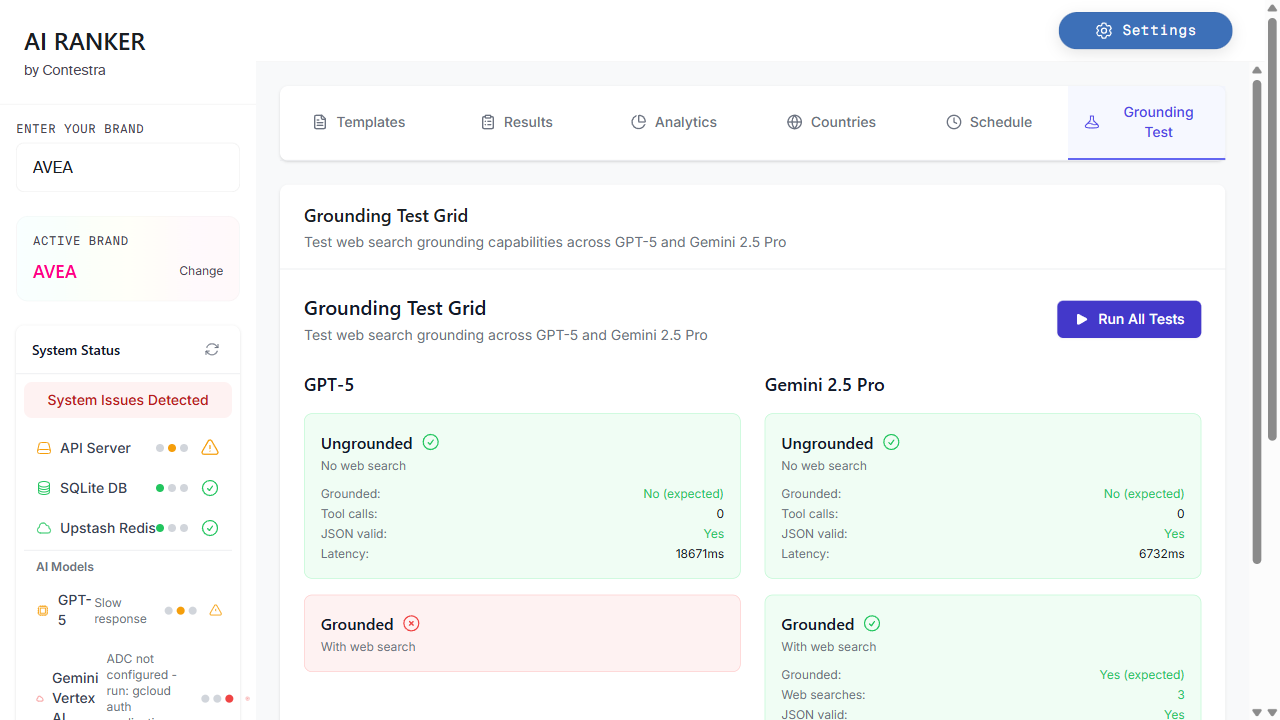 AI RANKER
by Contestra
Settings
ENTER YOUR BRAND
AVEA
ACTIVE BRAND
AVEA
Change
System Status
System Issues Detected
API Server
SQLite DB
Upstash Redis
AI Models
GPT-5
Slow response
Gemini Vertex AI
ADC not configured - run: gcloud auth
Templates
Results
Analytics
Countries
Schedule
Grounding Test
Grounding Test Grid
Test web search grounding capabilities across GPT-5 and Gemini 2.5 Pro
Grounding Test Grid
Test web search grounding across GPT-5 and Gemini 2.5 Pro
Run All Tests
GPT-5
Ungrounded
No web search
Grounded: No (expected)
Tool calls: 0
JSON valid: Yes
Latency: 18671ms
Grounded
With web search
Gemini 2.5 Pro
Ungrounded
No web search
Grounded: No (expected)
Tool calls: 0
JSON valid: Yes
Latency: 6732ms
Grounded
With web search
Grounded: Yes (expected)
Web searches: 3
JSON valid: Yes